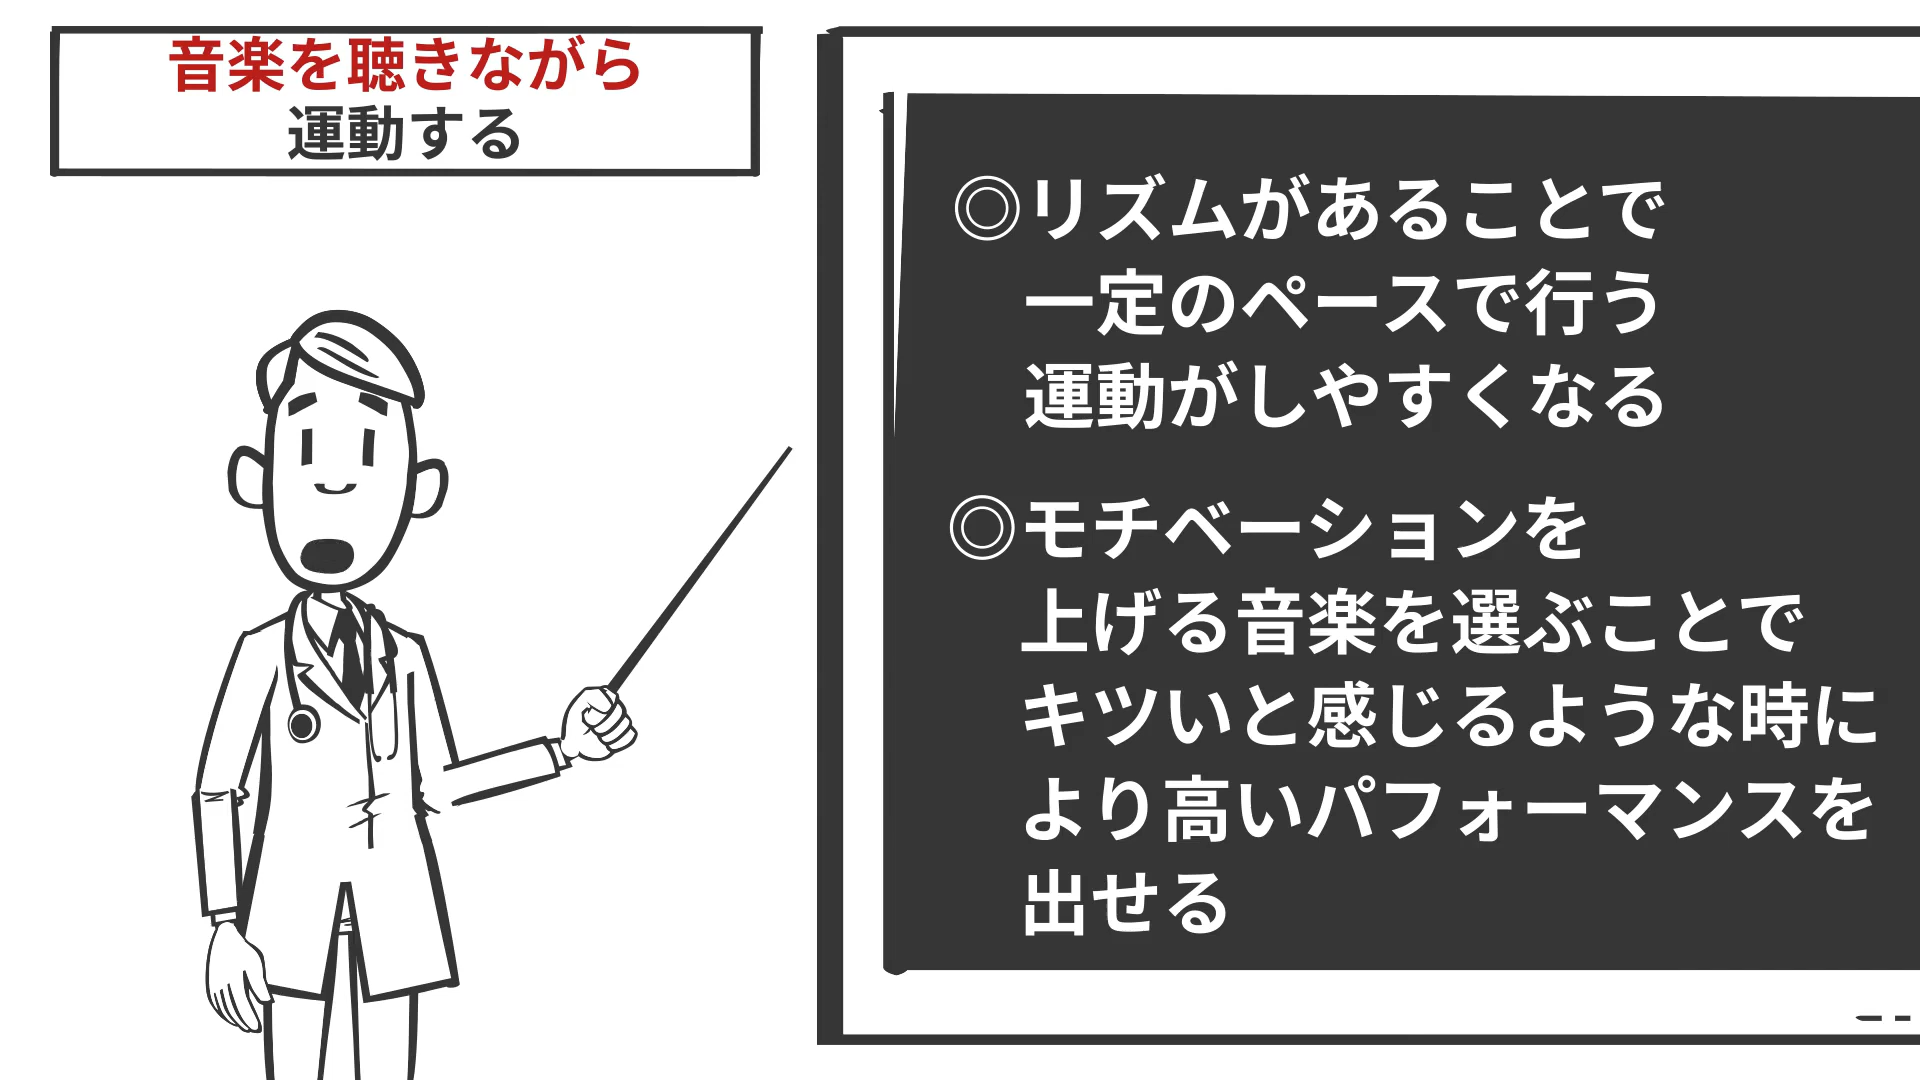 音楽を聴きながら
運動する
◎リズムがあることで
一定のペースで行う
運動がしやすくなる
◎モチベーションを
上げる音楽を選ぶことで
キツいと感じるような時に
より高いパフォーマンスを
出せる